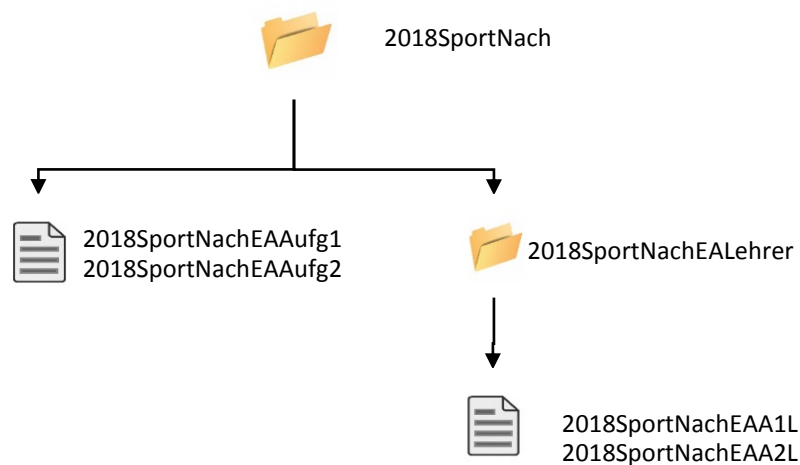 2018SportNach
2018SportNachEAAufg1
2018SportNachEAAufg2
2018SportNachEALehrer
2018SportNachEAA1L
2018SportNachEAA2L